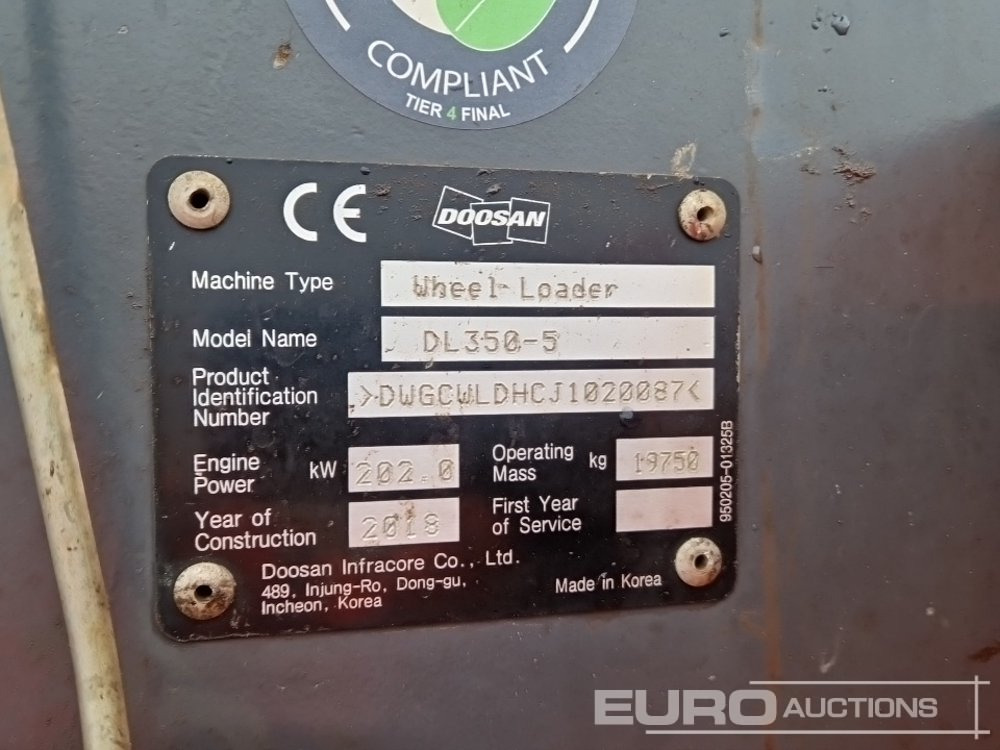 COMPLIANT
TIER 4 FINAL
CE DOOSAN
Machine Type Wheel Loader
Model Name DL350-5
Product
Identification >DWGCWLDHCJ1020087<
Number
Engine
Power kW 202.0
Operating
Mass kg 19750
Year of
Construction 2018
First Year
of Service
Doosan Infracore Co., Ltd.
489, Injung-Ro, Dong-gu,
Incheon, Korea
Made in Korea
950205-01325B
EURO AUCTIONS